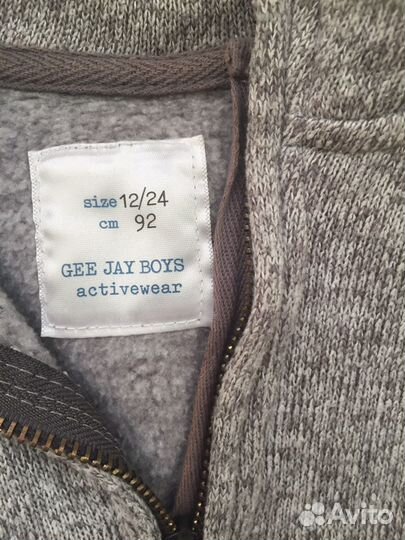 size 12/24
cm 92
GEE JAY BOYS
activewear
Avito